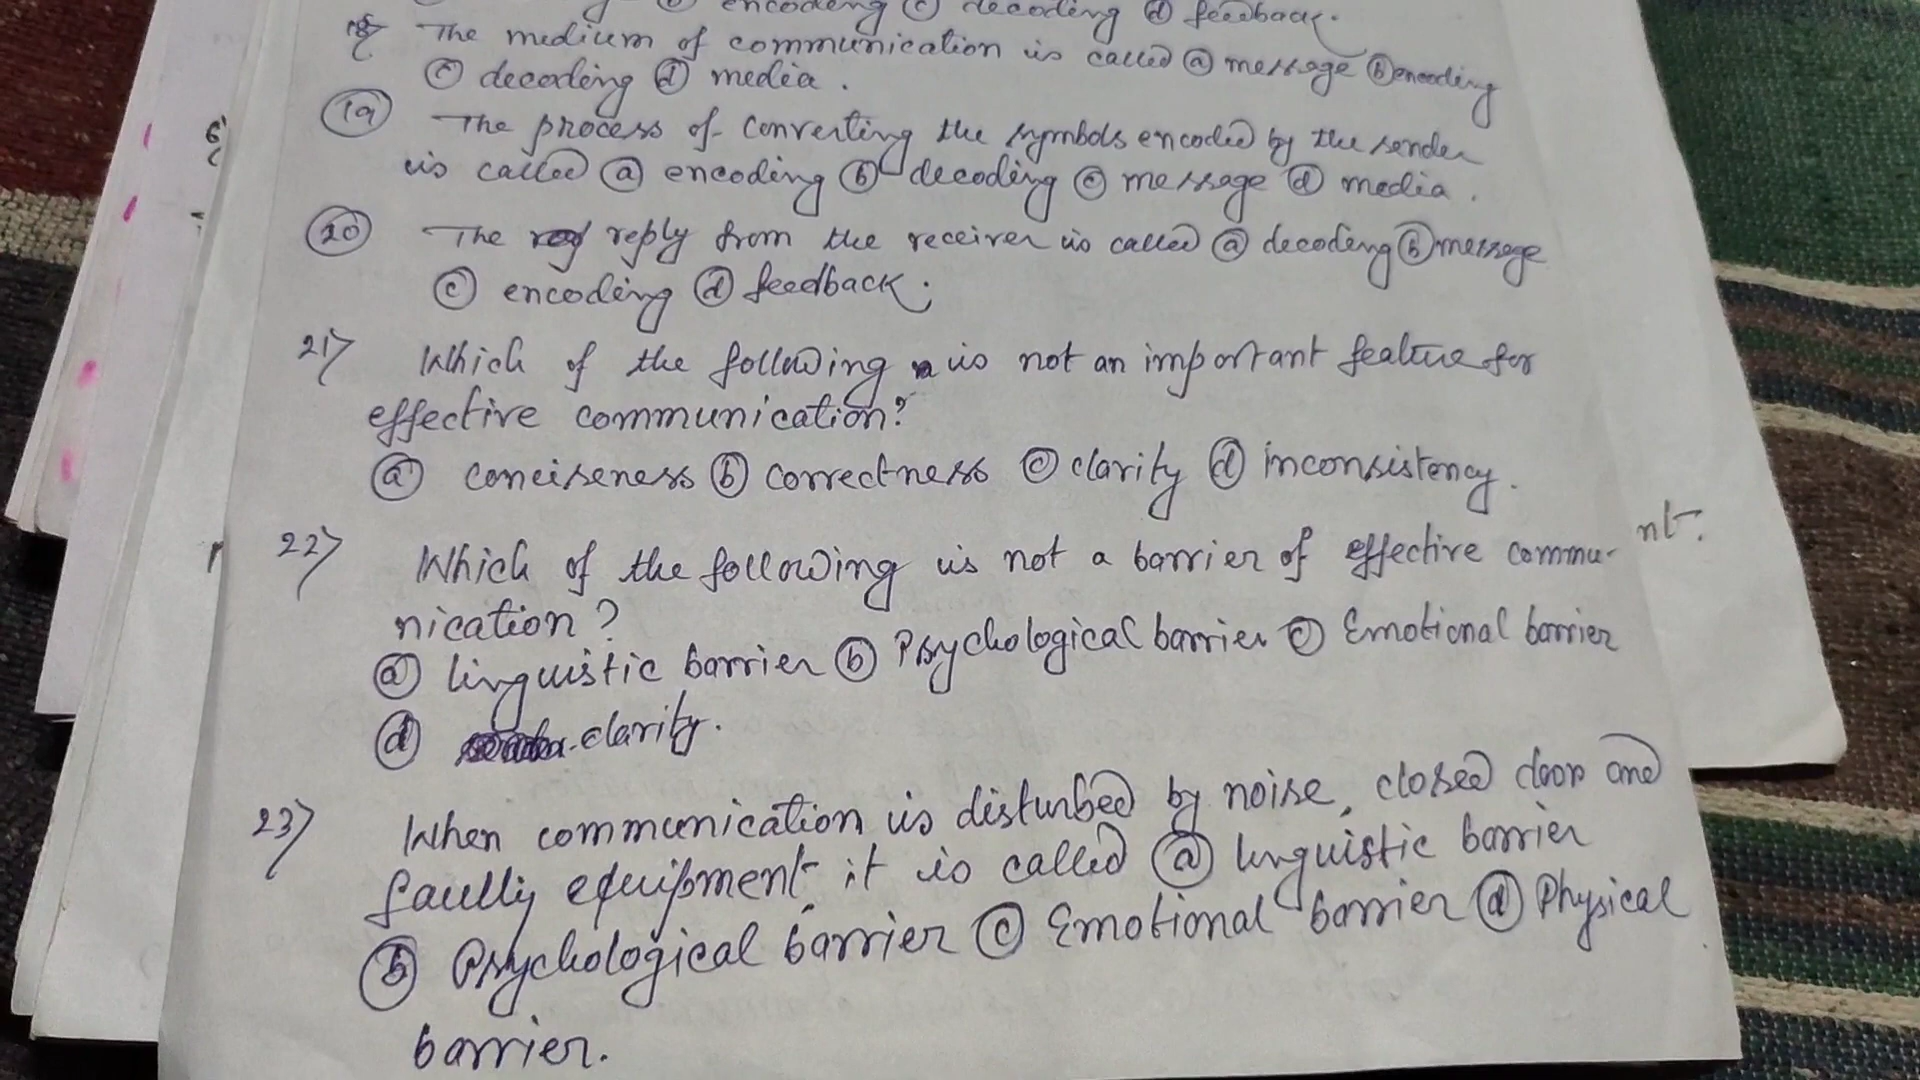 encoding (c) decoding (d) feedback.
18) The medium of communication is called (a) message (b) encoding
(c) decoding (d) media.
(19) The process of converting the symbols encoded by the sender
is called (a) encoding (b) decoding (c) message (d) media.
(20) The reply from the receiver is called (a) decoding (b) message
(c) encoding (d) feedback.
21) Which of the following is not an important feature for
effective communication?
(a) conciseness (b) correctness (c) clarity (d) inconsistency.
22) Which of the following is not a barrier of effective commu-
nication?
(a) linguistic barrier (b) Psychological barrier (c) Emotional barrier
(d) clarity.
23) When communication is disturbed by noise, closed door and
faulty equipment, it is called (a) linguistic barrier
(b) Psychological barrier (c) Emotional barrier (d) Physical
barrier.
nt.